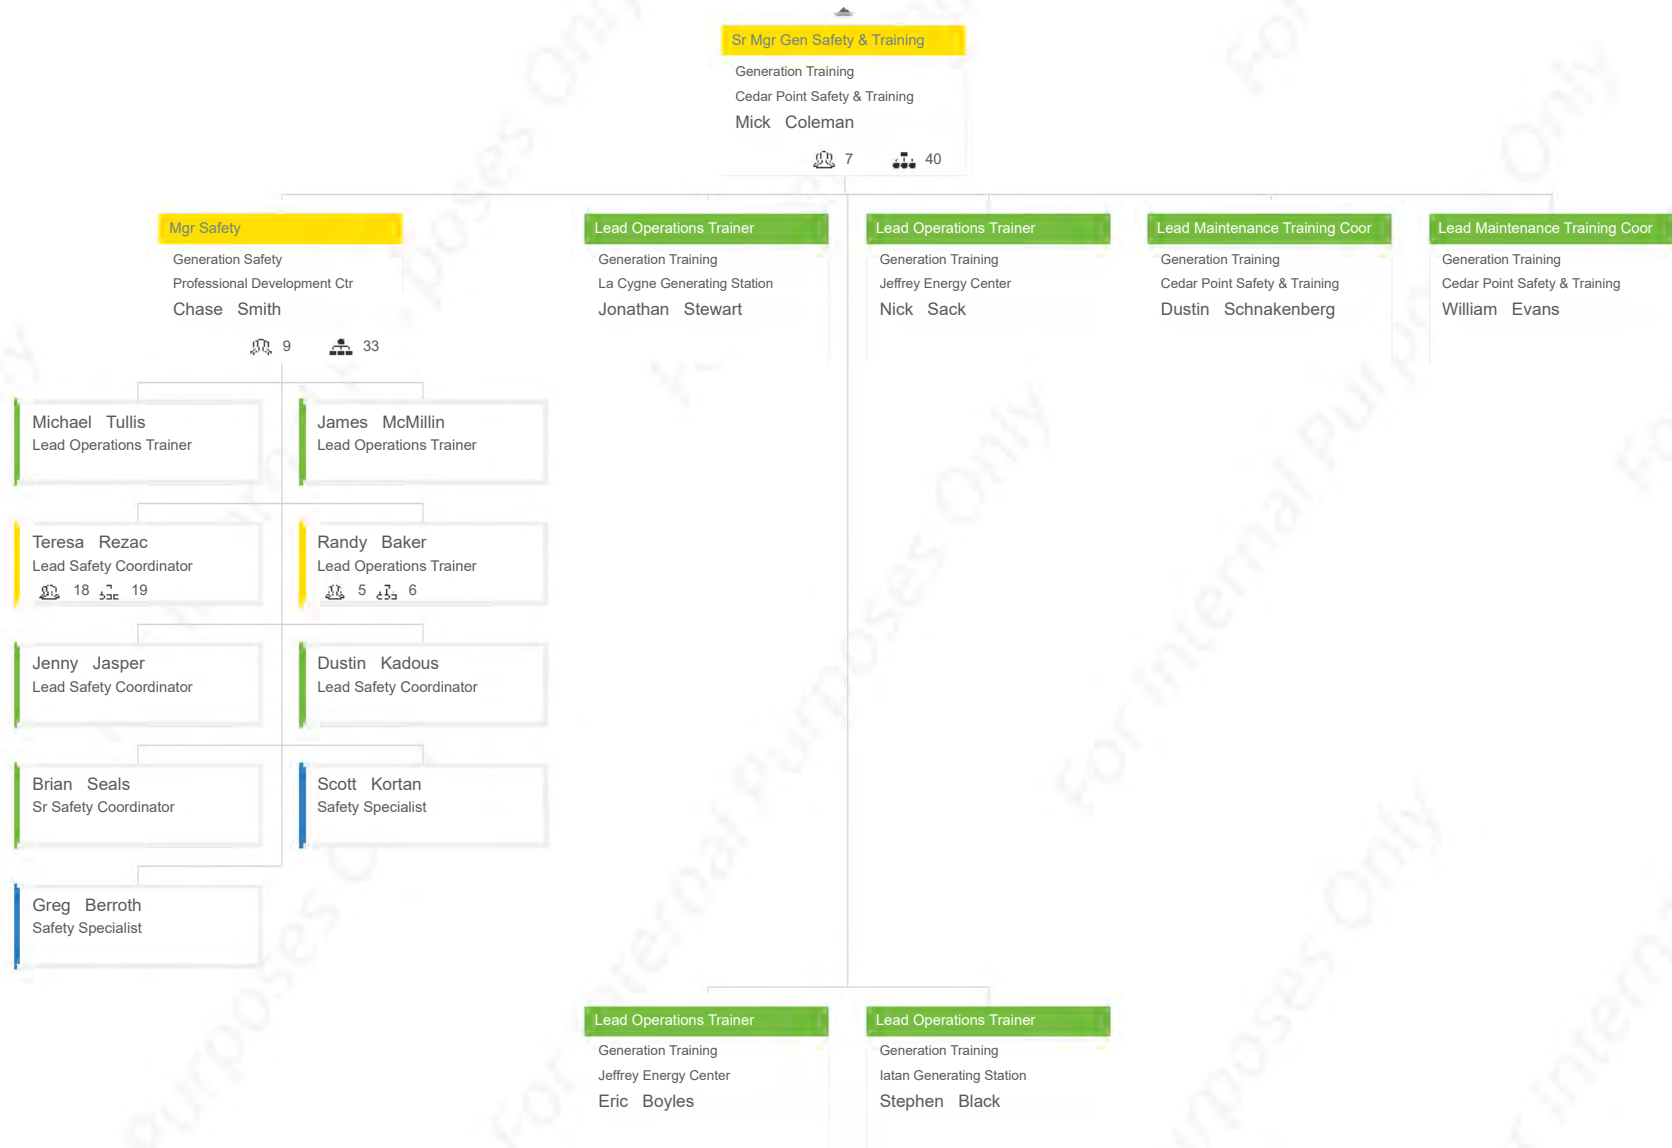 Sr Mgr Gen Safety & Training
Generation Training
Cedar Point Safety & Training
Mick Coleman
7 40
Mgr Safety
Generation Safety
Professional Development Ctr
Chase Smith
9 33
Lead Operations Trainer
Generation Training
La Cygne Generating Station
Jonathan Stewart
Lead Operations Trainer
Generation Training
Jeffrey Energy Center
Nick Sack
Lead Maintenance Training Coor
Generation Training
Cedar Point Safety & Training
Dustin Schnakenberg
Lead Maintenance Training Coor
Generation Training
Cedar Point Safety & Training
William Evans
Michael Tullis
Lead Operations Trainer
James McMillin
Lead Operations Trainer
Teresa Rezac
Lead Safety Coordinator
18 19
Randy Baker
Lead Operations Trainer
5 6
Jenny Jasper
Lead Safety Coordinator
Dustin Kadous
Lead Safety Coordinator
Brian Seals
Sr Safety Coordinator
Scott Kortan
Safety Specialist
Greg Berroth
Safety Specialist
Lead Operations Trainer
Generation Training
Jeffrey Energy Center
Eric Boyles
Lead Operations Trainer
Generation Training
Iatan Generating Station
Stephen Black
For Internal Purposes Only